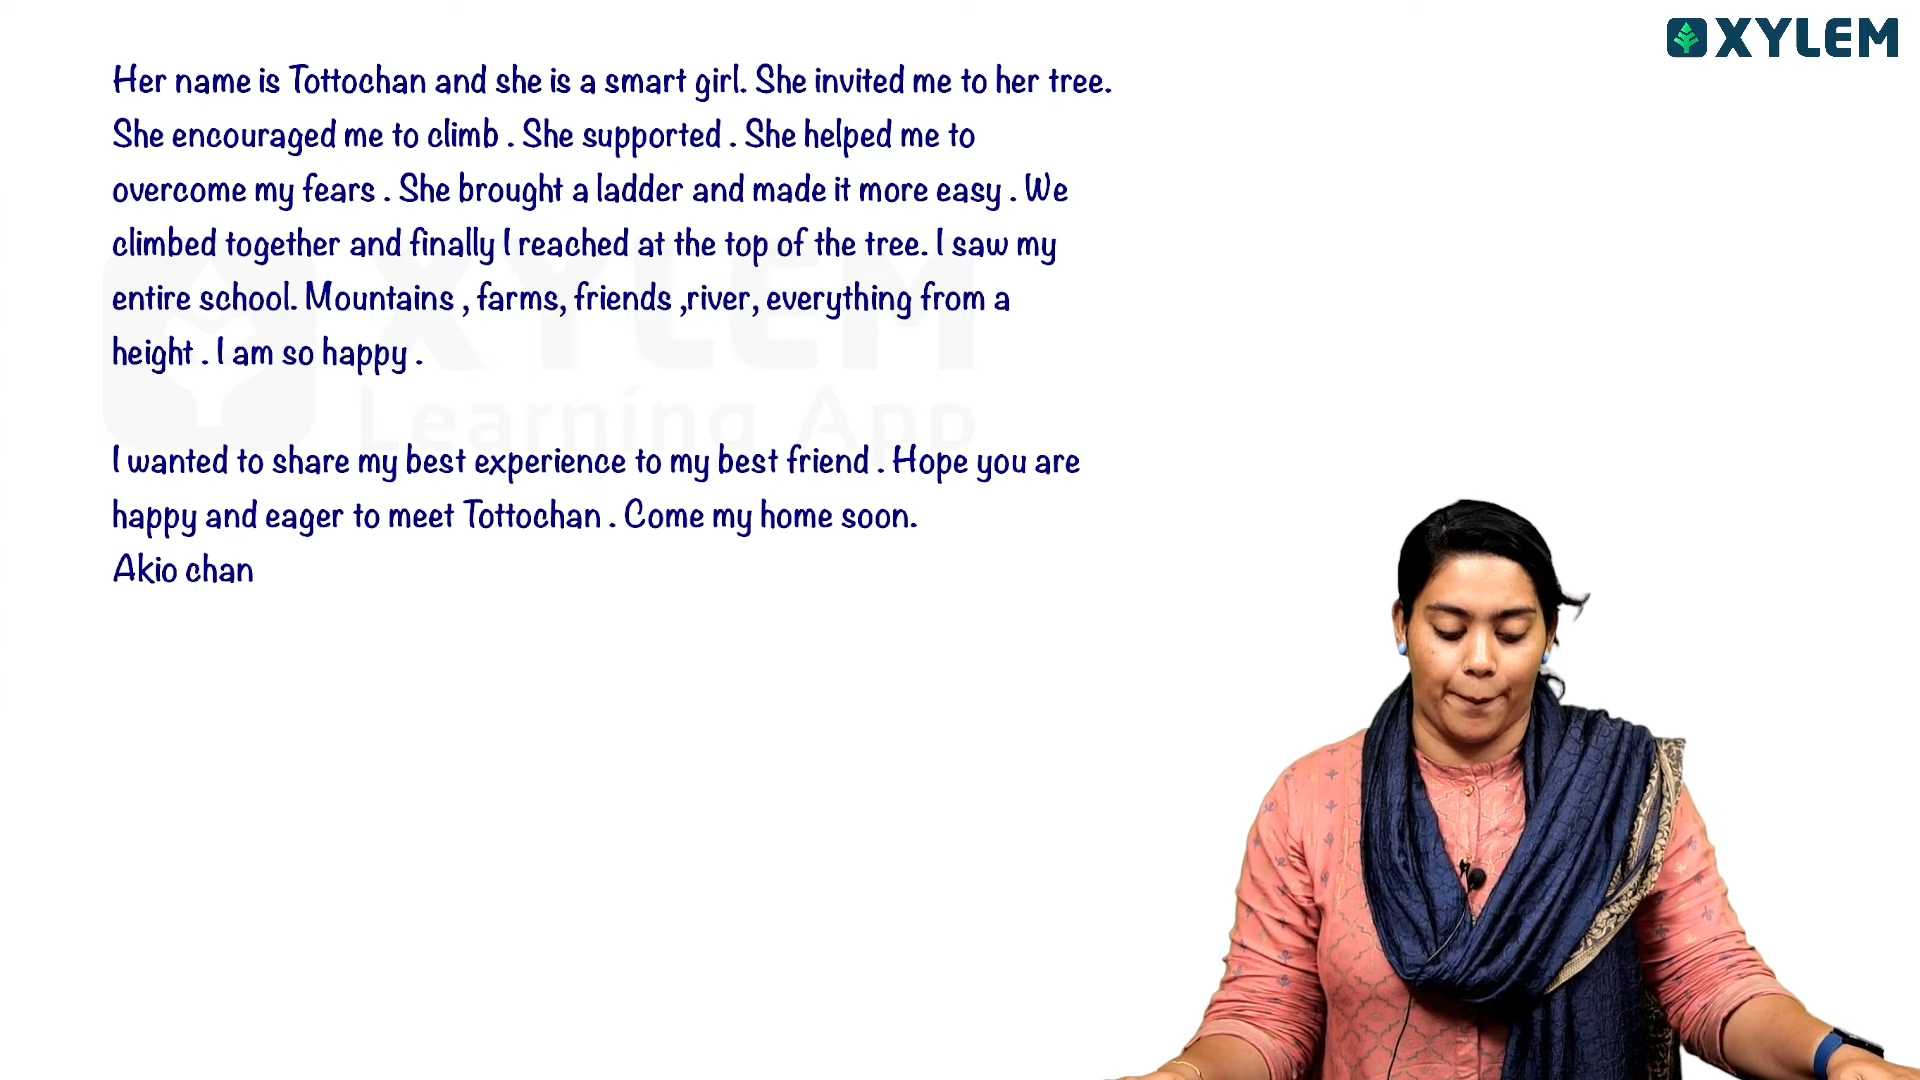 XYLEM
Her name is Tottochan and she is a smart girl. She invited me to her tree.
She encouraged me to climb . She supported . She helped me to
overcome my fears . She brought a ladder and made it more easy . We
climbed together and finally I reached at the top of the tree. I saw my
entire school. Mountains , farms, friends ,river, everything from a
height . I am so happy .
XYLEM
Learning App
I wanted to share my best experience to my best friend . Hope you are
happy and eager to meet Tottochan . Come my home soon.
Akio chan